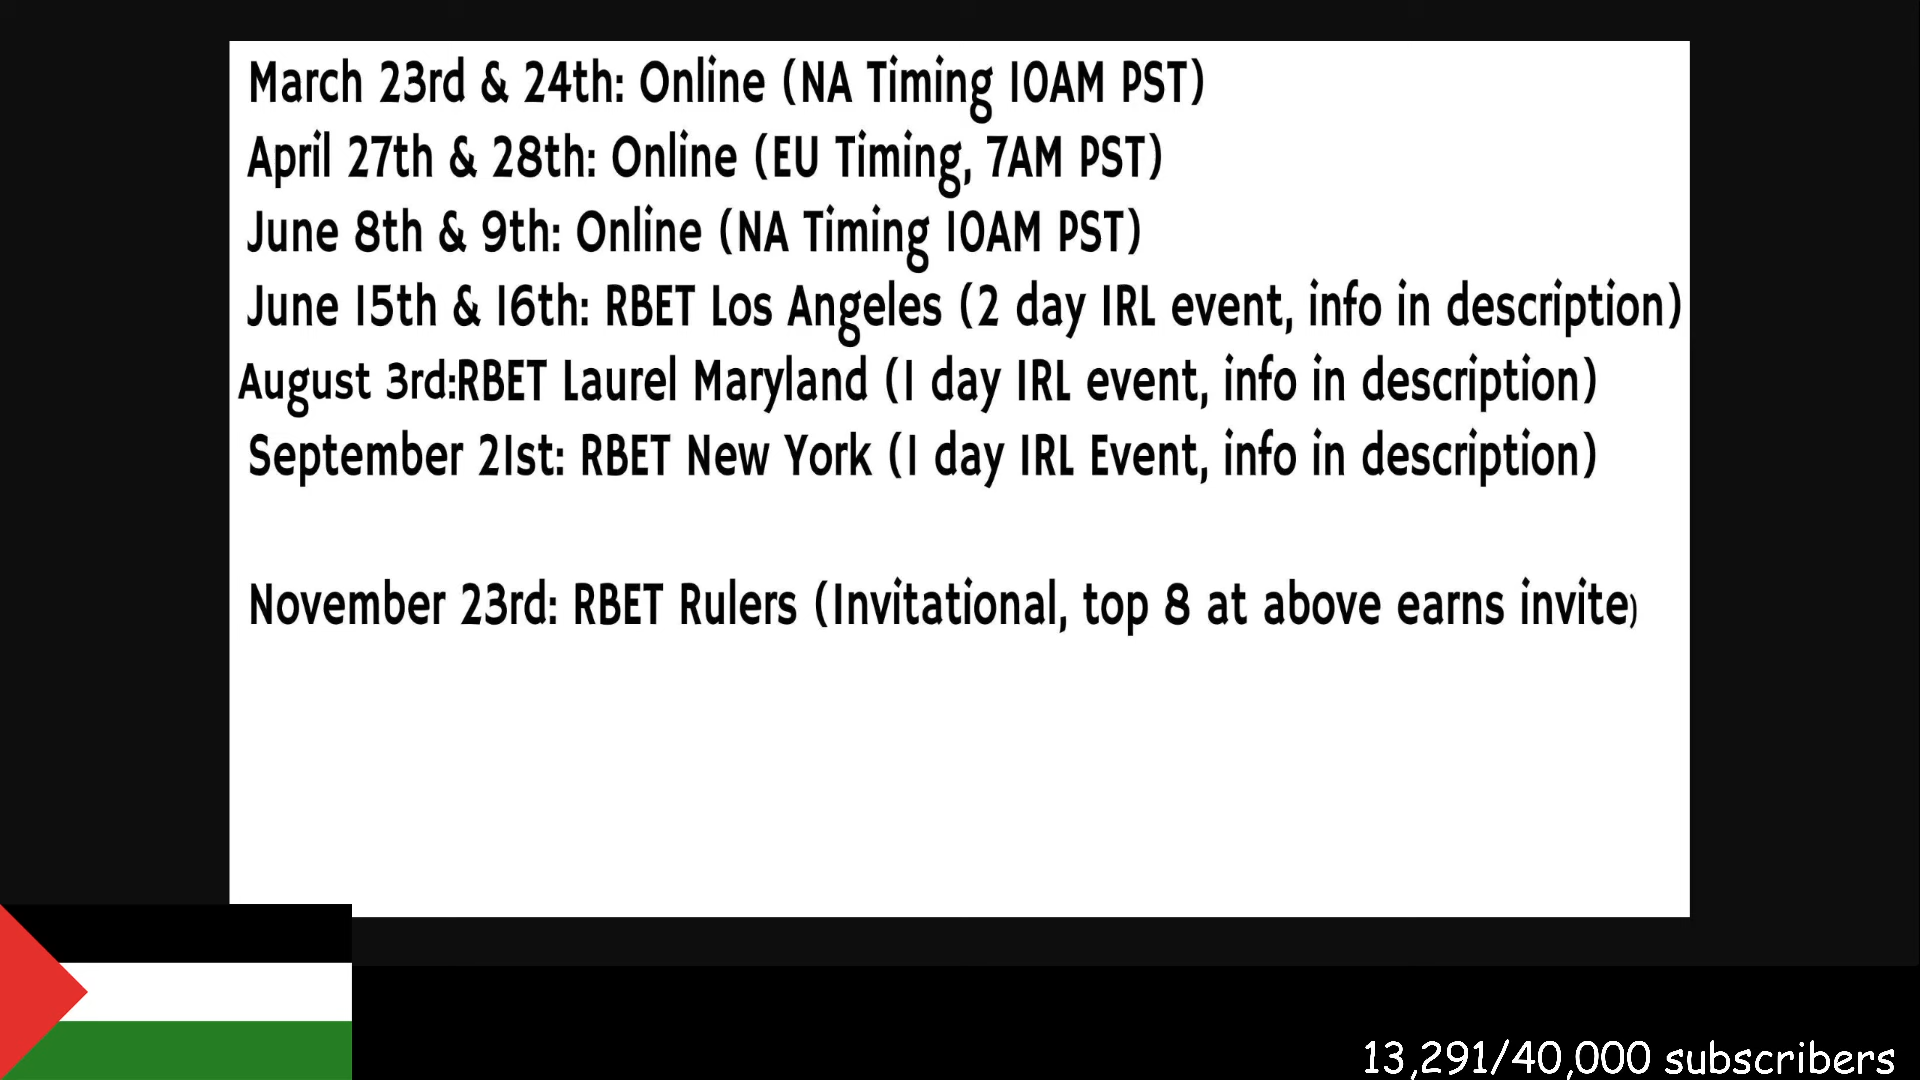 March 23rd & 24th: Online (NA Timing 10AM PST)
April 27th & 28th: Online (EU Timing, 7AM PST)
June 8th & 9th: Online (NA Timing 10AM PST)
June 15th & 16th: RBET Los Angeles (2 day IRL event, info in description)
August 3rd:RBET Laurel Maryland (1 day IRL event, info in description)
September 21st: RBET New York (1 day IRL Event, info in description)
November 23rd: RBET Rulers (Invitational, top 8 at above earns invite)
13,291/40,000 subscribers